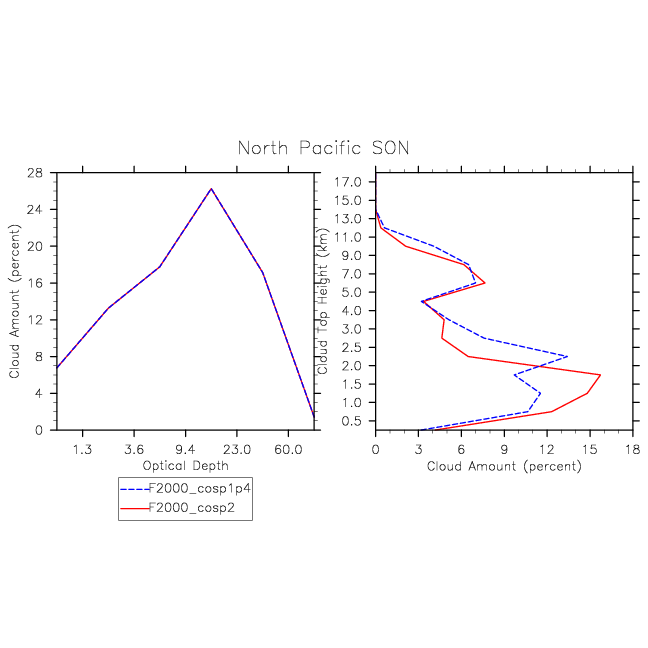 North Pacific SON
Cloud Amount (percent)
28
24
20
16
12
8
4
0
1.3 3.6 9.4 23.0 60.0
Optical Depth
Cloud Top Height (km)
17.0
15.0
13.0
11.0
9.0
7.0
5.0
4.0
3.0
2.5
2.0
1.5
1.0
0.5
0 3 6 9 12 15 18
Cloud Amount (percent)
F2000_cosp1p4
F2000_cosp2